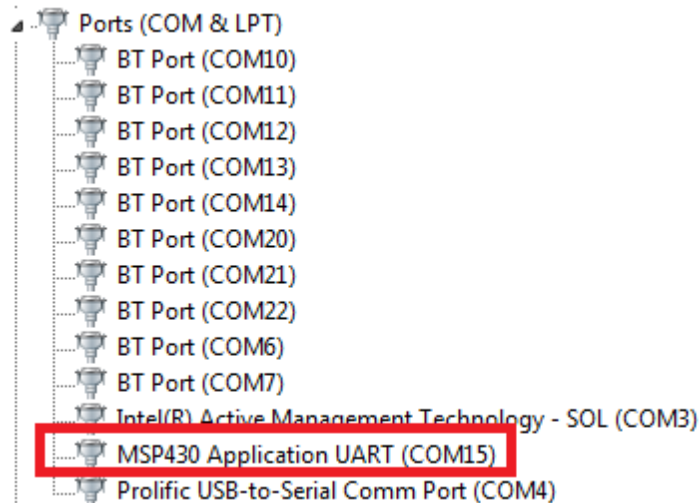 Ports (COM & LPT)
BT Port (COM10)
BT Port (COM11)
BT Port (COM12)
BT Port (COM13)
BT Port (COM14)
BT Port (COM20)
BT Port (COM21)
BT Port (COM22)
BT Port (COM6)
BT Port (COM7)
Intel(R) Active Management Technology - SOL (COM3)
MSP430 Application UART (COM15)
Prolific USB-to-Serial Comm Port (COM4)